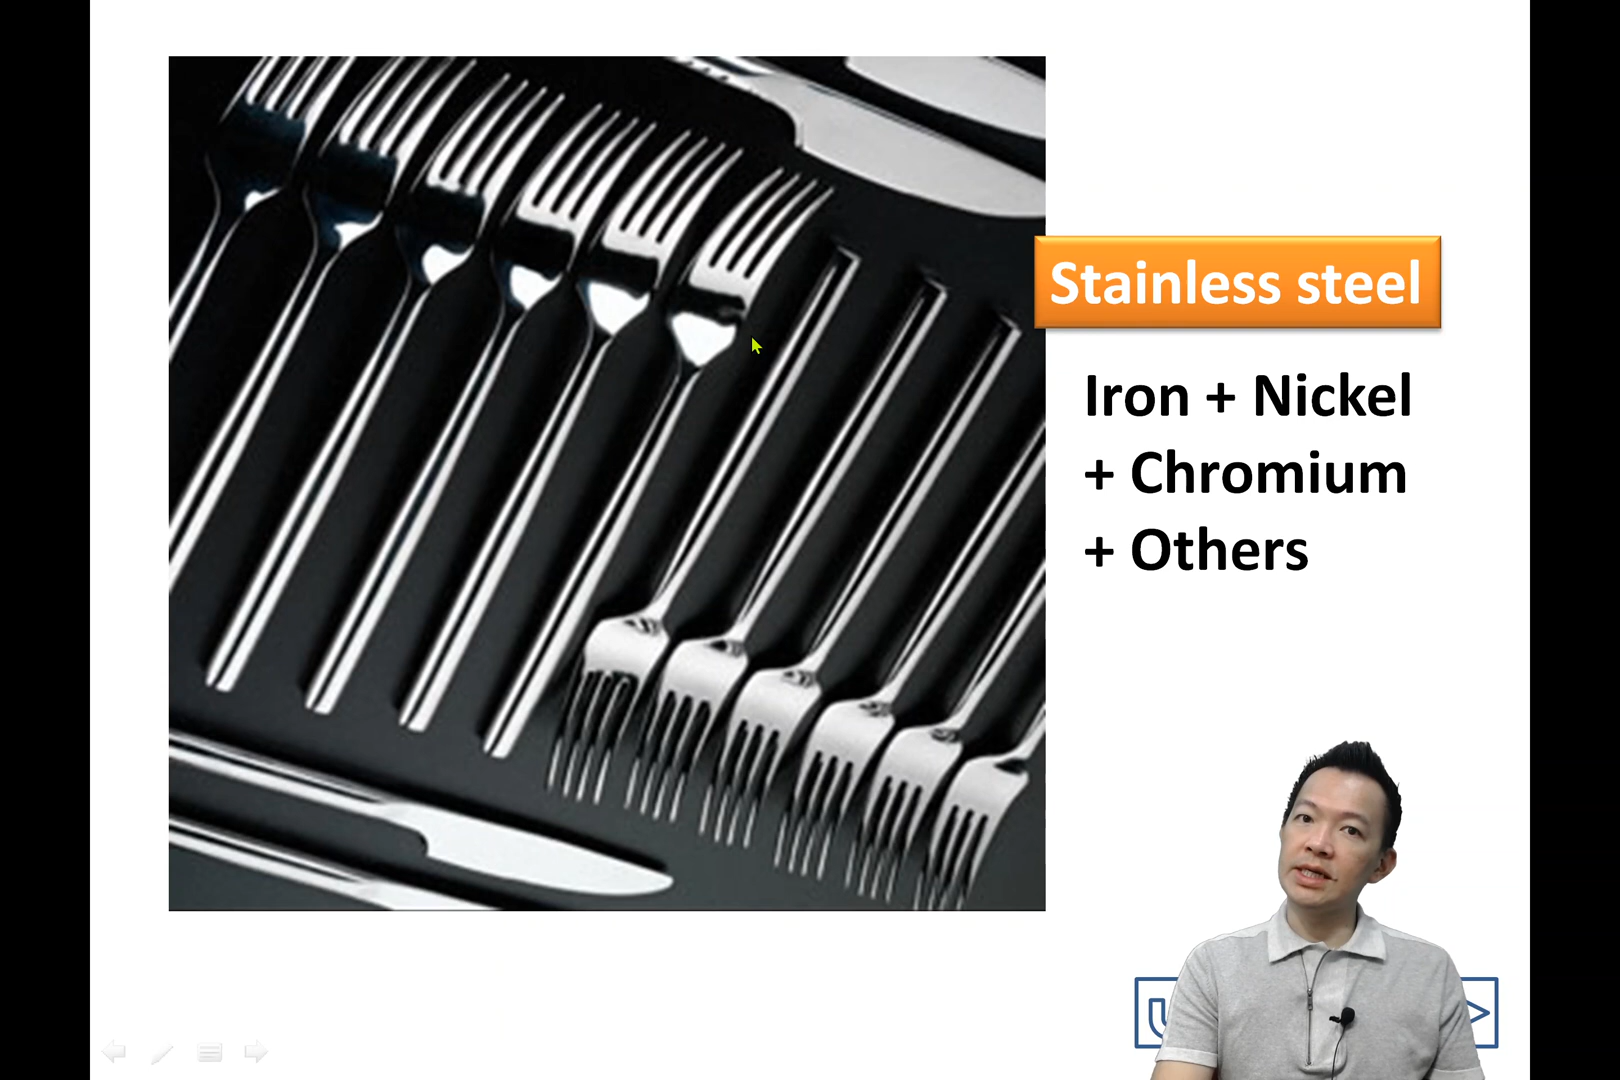 Stainless steel
Iron + Nickel
+ Chromium
+ Others